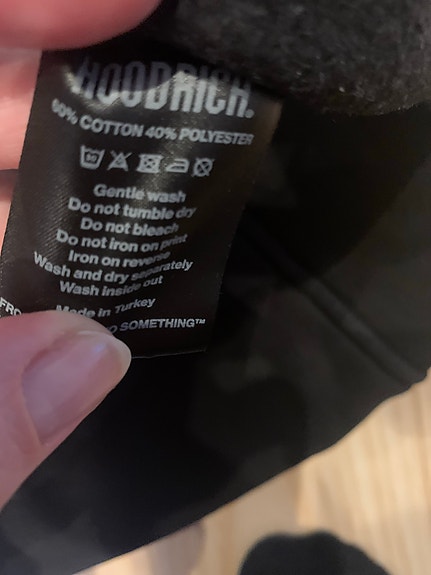 HOODRICH.
60% COTTON 40% POLYESTER
Gentle wash
Do not tumble dry
Do not bleach
Do not iron on print
Iron on reverse
Wash and dry separately
Wash inside out
Made in Turkey
SOMETHING™